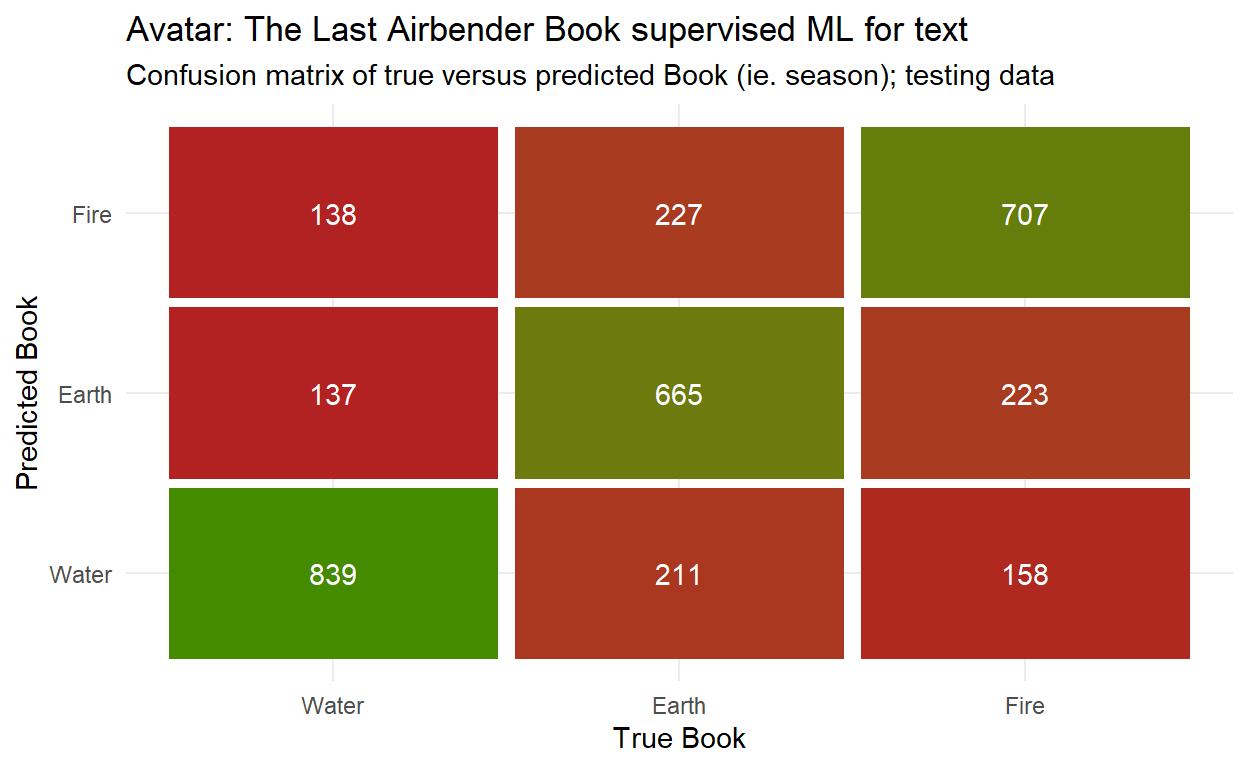 Avatar: The Last Airbender Book supervised ML for text
Confusion matrix of true versus predicted Book (ie. season); testing data
Predicted Book
Fire
138
227
707
Earth
137
665
223
Water
839
211
158
Water
Earth
Fire
True Book